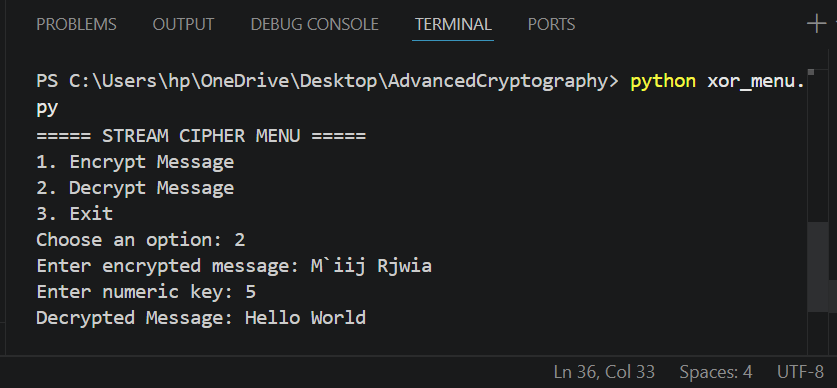 PROBLEMS OUTPUT DEBUG CONSOLE TERMINAL PORTS
PS C:\Users\hp\OneDrive\Desktop\AdvancedCryptography> python xor_menu.
py
===== STREAM CIPHER MENU =====
1. Encrypt Message
2. Decrypt Message
3. Exit
Choose an option: 2
Enter encrypted message: M`iij Rjwia
Enter numeric key: 5
Decrypted Message: Hello World
Ln 36, Col 33 Spaces: 4 UTF-8